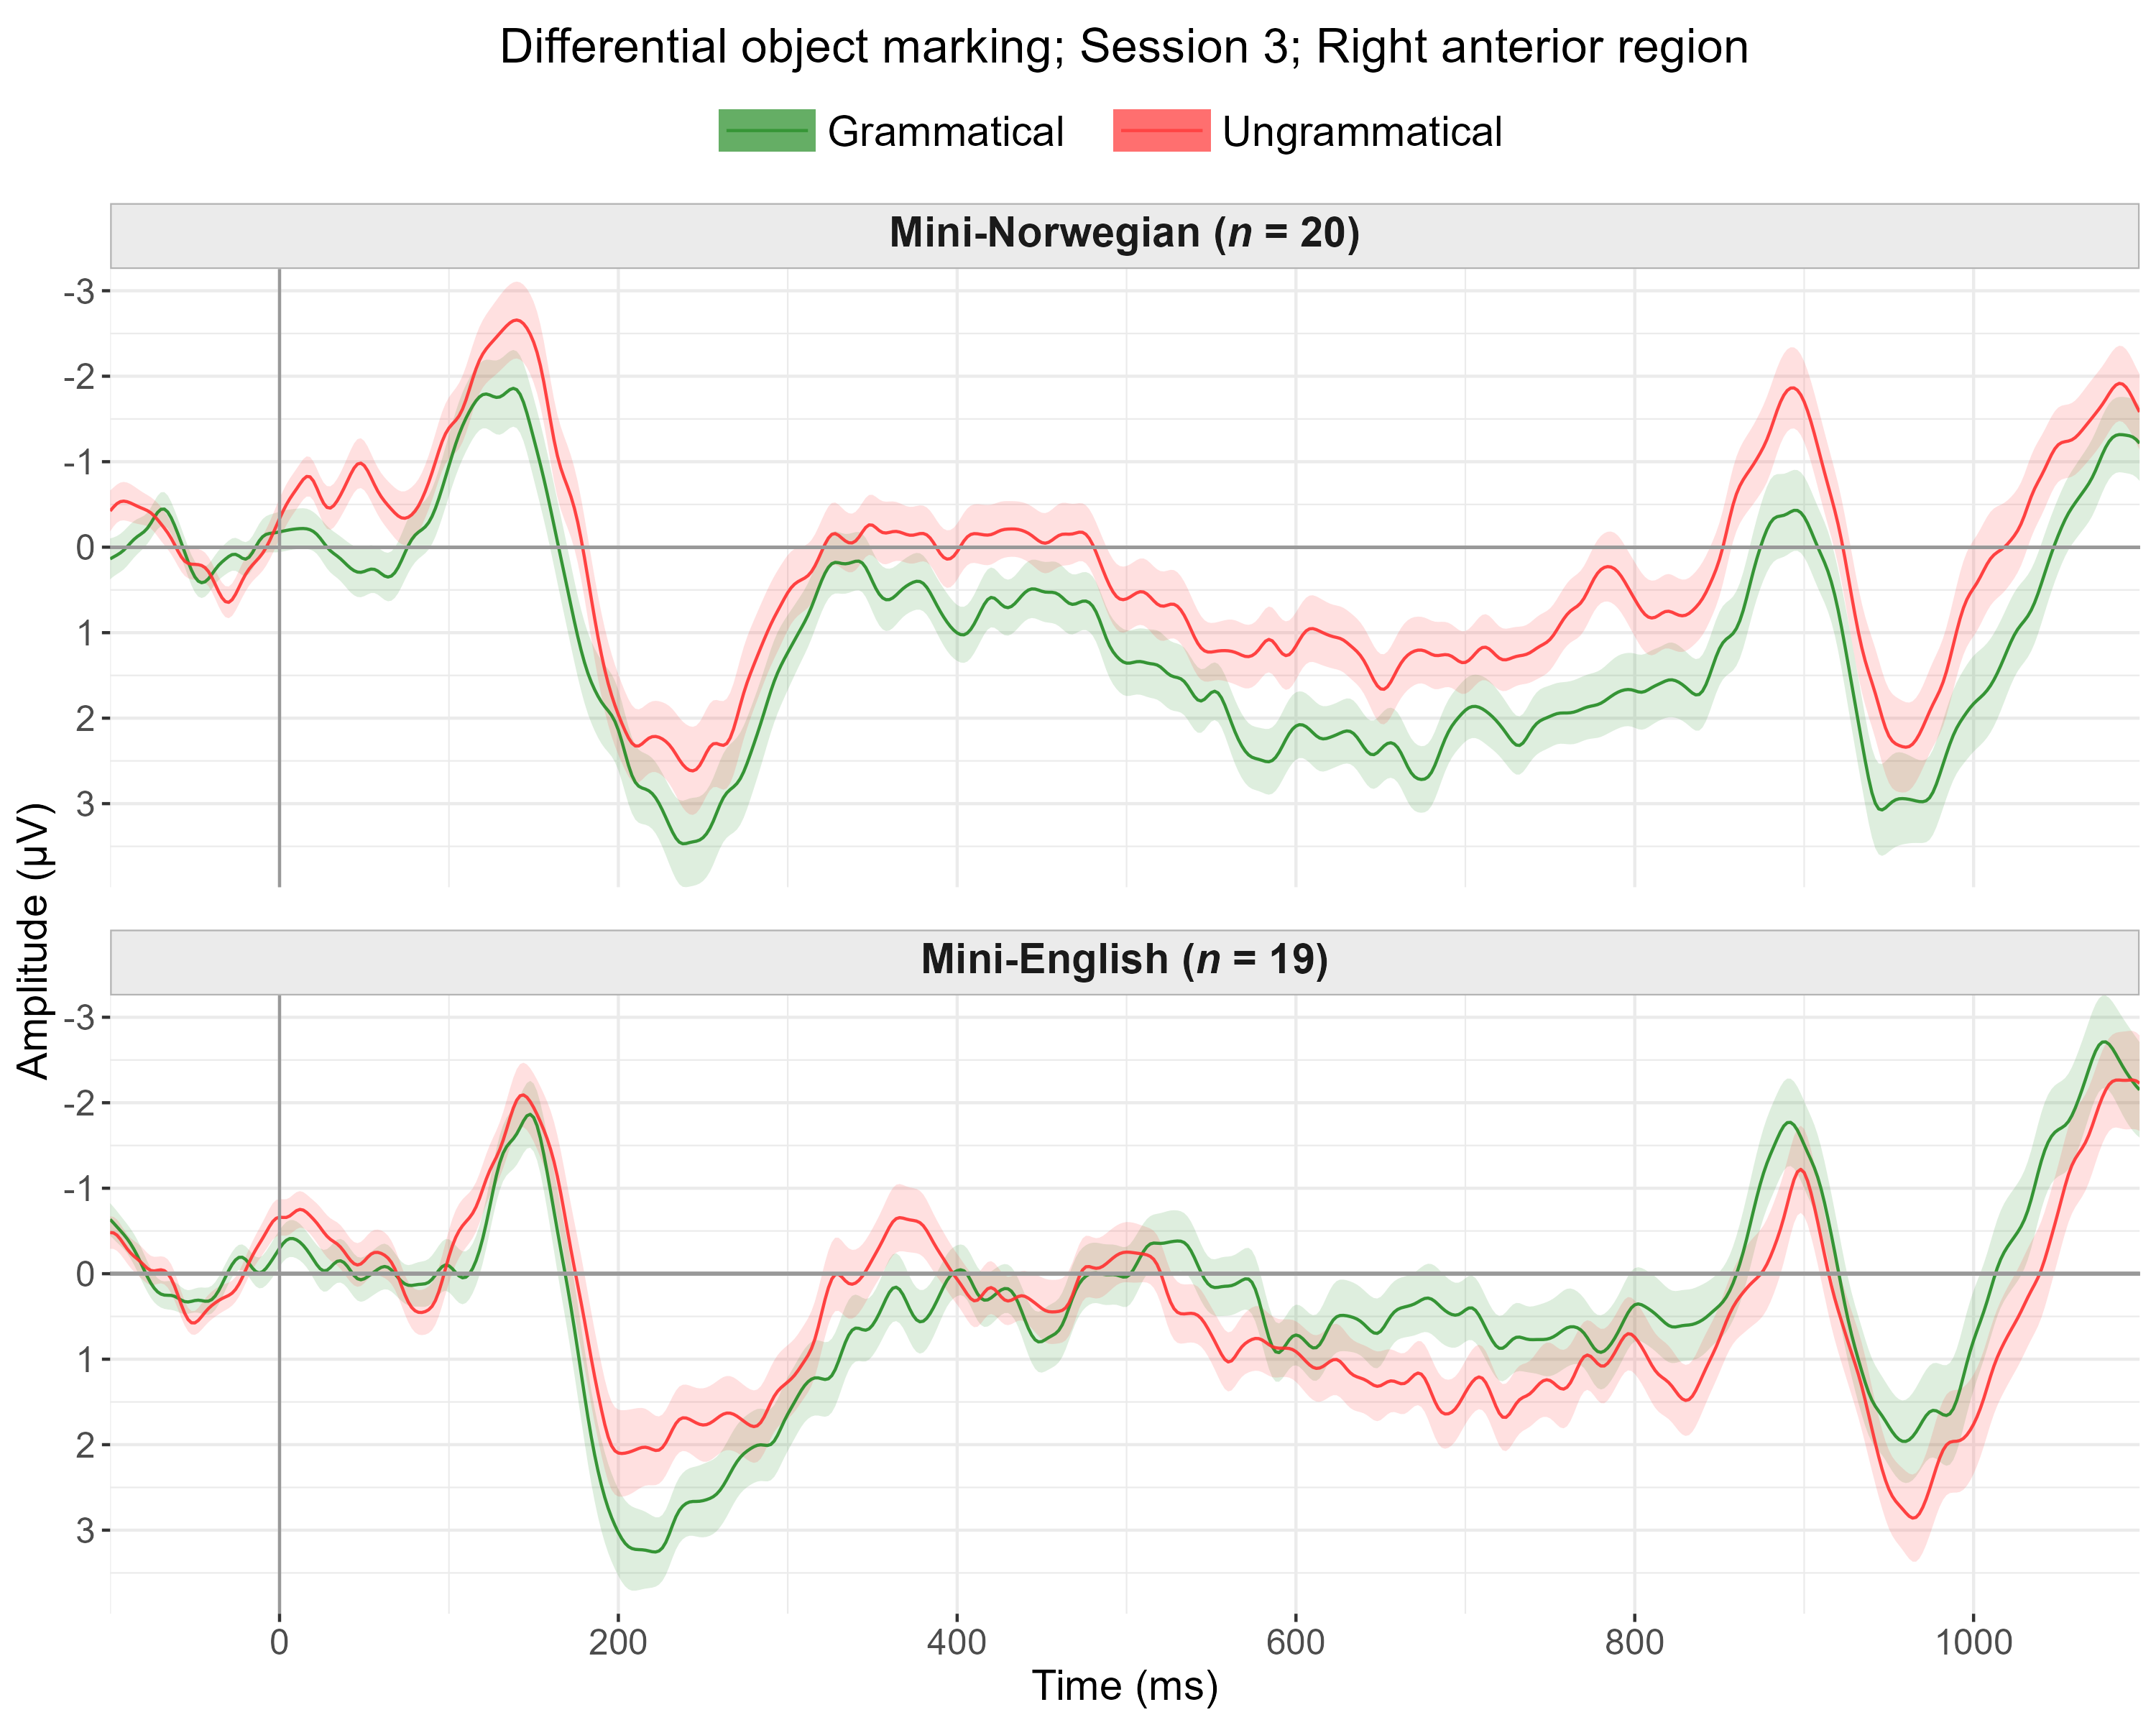 Differential object marking; Session 3; Right anterior region
Grammatical Ungrammatical
Mini-Norwegian (n = 20)
-3
-2
-1
0
1
2
3
Amplitude (µV)
Mini-English (n = 19)
-3
-2
-1
0
1
2
3
0 200 400 600 800 1000
Time (ms)